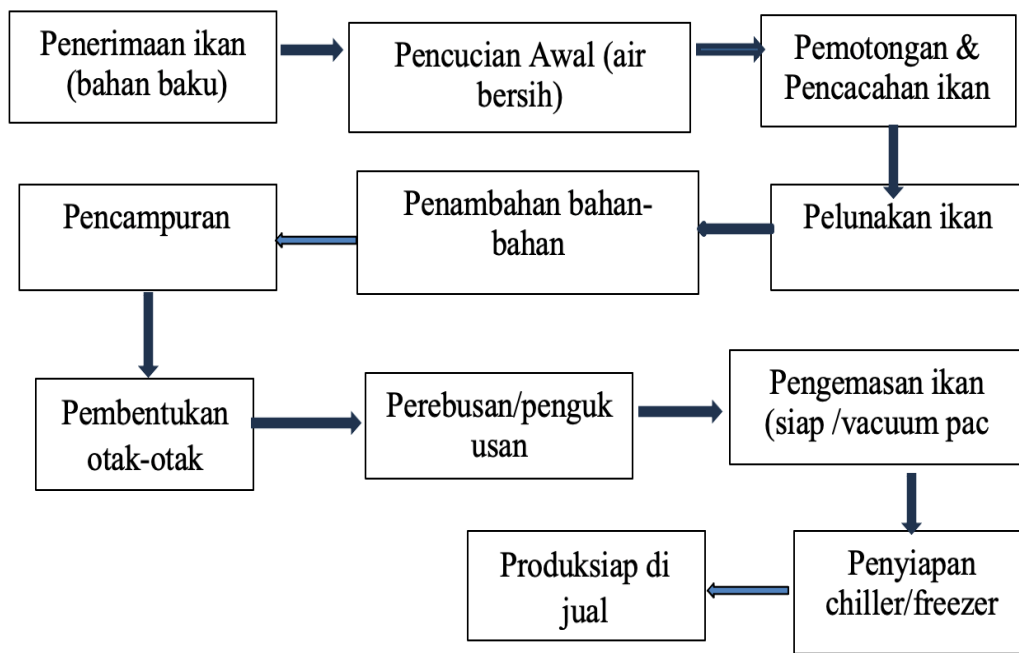 Penerimaan ikan
(bahan baku)
Pencucian Awal (air
bersih)
Pemotongan &
Pencacahan ikan
Pelunakan ikan
Penambahan bahan-
bahan
Pencampuran
Pembentukan
otak-otak
Perebusan/penguk
usan
Pengemasan ikan
(siap /vacuum pac
Penyiapan
chiller/freezer
Produksiap di
jual